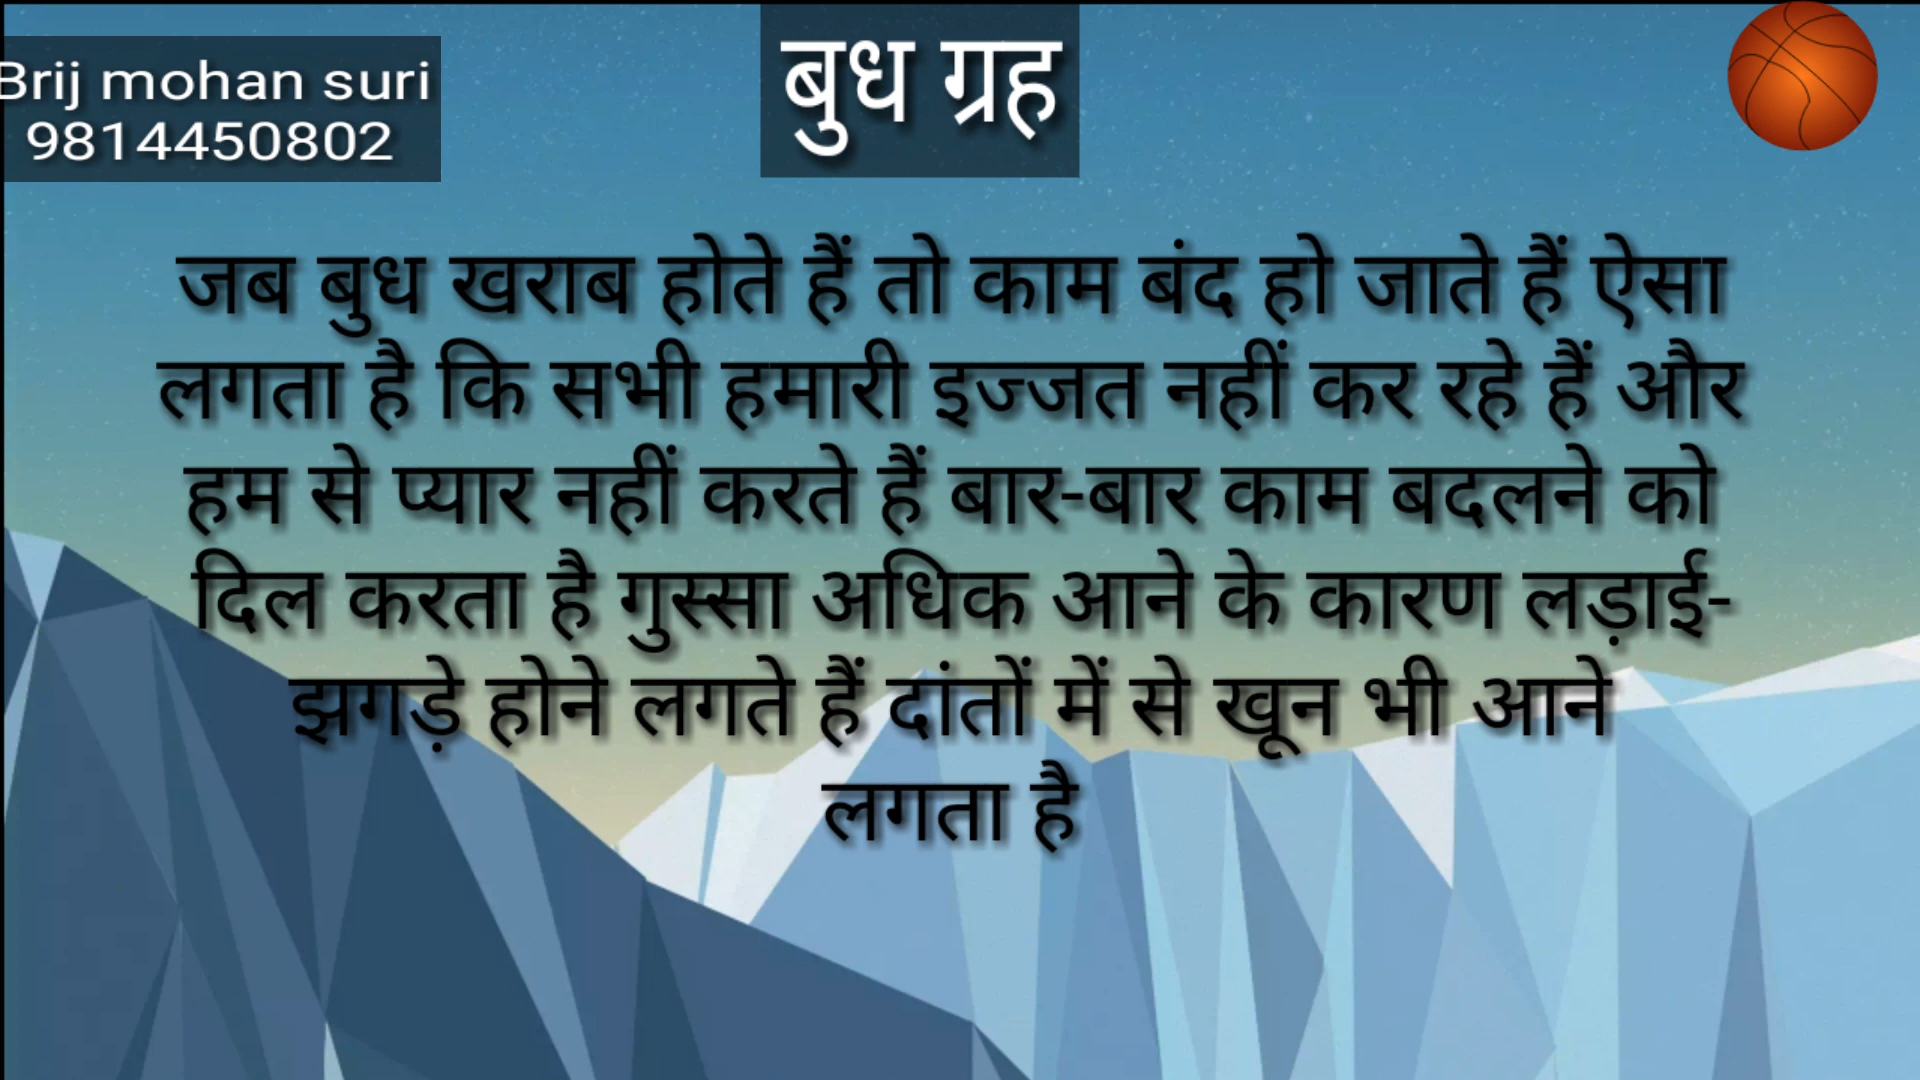 Brij mohan suri
9814450802
बुध ग्रह
जब बुध खराब होते हैं तो काम बंद हो जाते हैं ऐसा
लगता है कि सभी हमारी इज्जत नहीं कर रहे हैं और
हम से प्यार नहीं करते हैं बार-बार काम बदलने को
दिल करता है गुस्सा अधिक आने के कारण लड़ाई-
झगड़े होने लगते हैं दांतों में से खून भी आने
लगता है